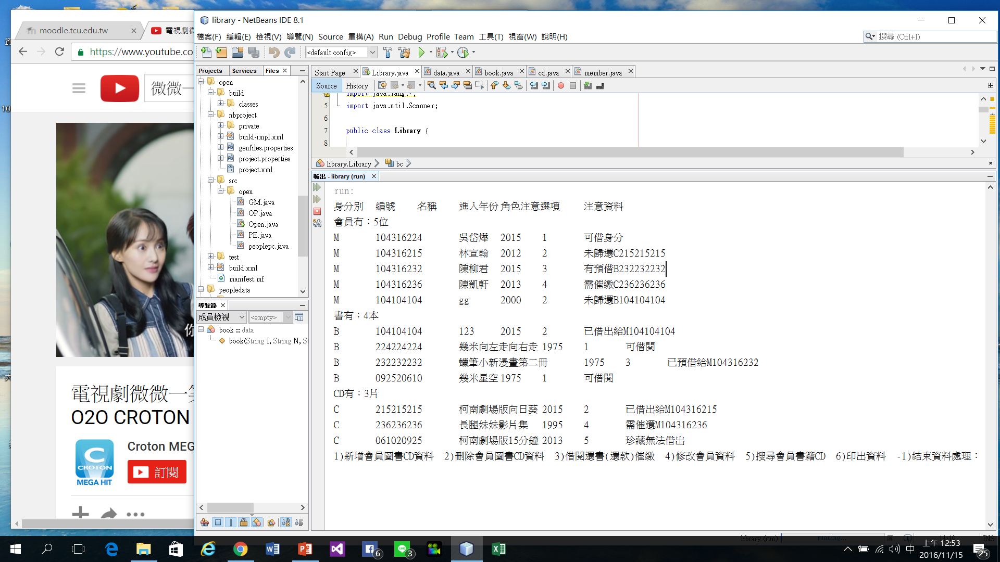 moodle.tcu.edu.tw
電視劇微
https://www.youtube.co
微微一
電視劇微微一
O2O CROTON
Croton MEG
CROTON
MEGA HIT
訂閱
library - NetBeans IDE 8.1
檔案(F) 編輯(E) 檢視(V) 導覽(N) Source 重構(A) Run Debug Profile Team 工具(T) 視窗(W) 說明(H)
搜尋 (Ctrl+I)
<default config>
Projects Services Files
open
build
classes
nbproject
private
build-impl.xml
genfiles.properties
project.properties
project.xml
src
open
GM.java
OP.java
Open.java
PE.java
peoplepc.java
test
build.xml
manifest.mf
peopledata
導覽器
成員檢視 <empty>
book :: data
book(String I, String N, St
Start Page Library.java data.java book.java cd.java member.java
Source History
import java.lang.*;
5 import java.util.Scanner;
6
7 public class Library {
8
library.Library bc
輸出 - library (run)
run:
身分別 編號 名稱 進入年份 角色注意選項 注意資料
會員有：5位
M 104316224 吳岱燁 2015 1 可借身分
M 104316215 林宣翰 2012 2 未歸還C215215215
M 104316232 陳柳君 2015 3 有預借B232232232
M 104316236 陳凱軒 2013 4 需催繳C236236236
M 104104104 gg 2000 2 未歸還B104104104
書有：4本
B 104104104 123 2015 2 已借出給M104104104
B 224224224 幾米向左走向右走 1975 1 可借閱
B 232232232 蠟筆小新漫畫第二冊 1975 3 已預借給M104316232
B 092520610 幾米星空 1975 1 可借閱
CD有：3片
C 215215215 柯南劇場版向日葵 2015 2 已借出給M104316215
C 236236236 長腿妹妹影片集 1995 4 需催還M104316236
C 061020925 柯南劇場版15分鐘 2013 5 珍藏無法借出
1)新增會員圖書CD資料 2)刪除會員圖書CD資料 3)借閱還書(還款)催繳 4)修改會員資料 5)搜尋會員書籍CD 6)印出資料 -1)結束資料處理：
library (run) running... 11:19 INS
6
3
中
上午 12:53
2016/11/15
25